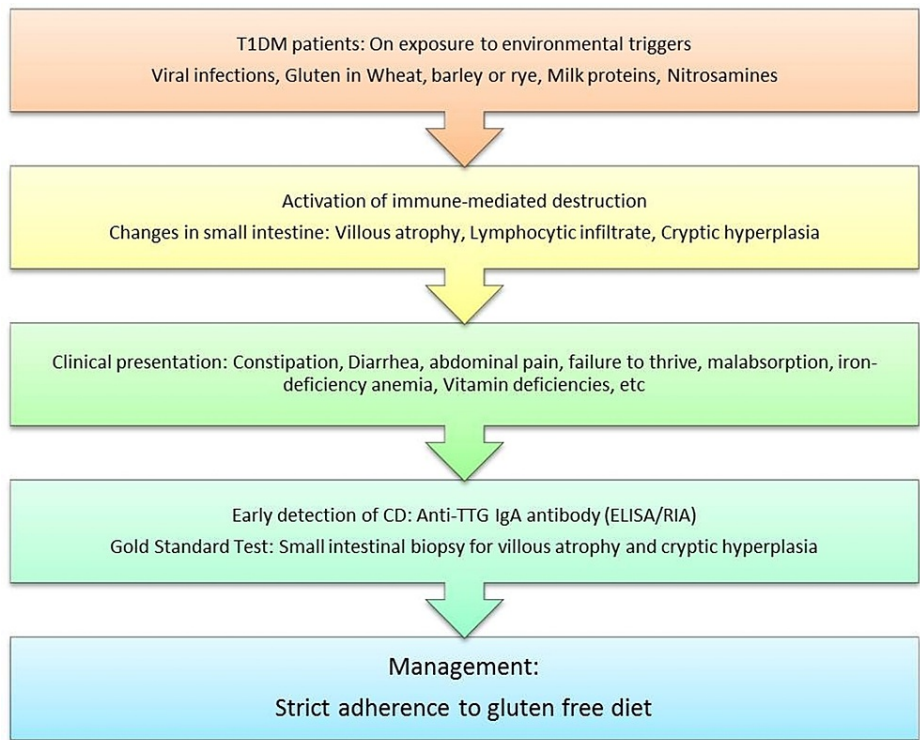 T1DM patients: On exposure to environmental triggers
Viral infections, Gluten in Wheat, barley or rye, Milk proteins, Nitrosamines
Activation of immune-mediated destruction
Changes in small intestine: Villous atrophy, Lymphocytic infiltrate, Cryptic hyperplasia
Clinical presentation: Constipation, Diarrhea, abdominal pain, failure to thrive, malabsorption, iron-
deficiency anemia, Vitamin deficiencies, etc
Early detection of CD: Anti-TTG IgA antibody (ELISA/RIA)
Gold Standard Test: Small intestinal biopsy for villous atrophy and cryptic hyperplasia
Management:
Strict adherence to gluten free diet